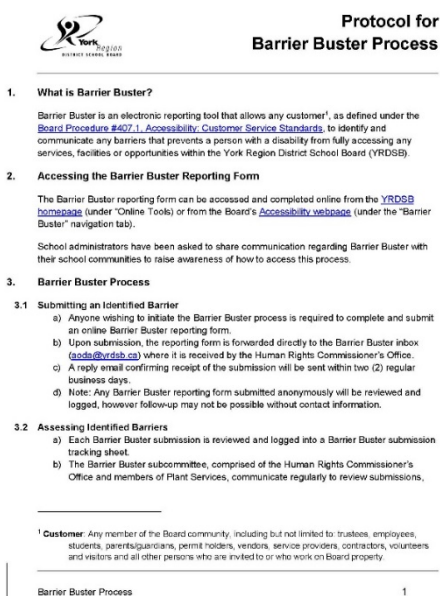 York Region
DISTRICT SCHOOL BOARD
Protocol for
Barrier Buster Process
1. What is Barrier Buster?
Barrier Buster is an electronic reporting tool that allows any customer¹, as defined under the
Board Procedure #407.1, Accessibility: Customer Service Standards, to identify and
communicate any barriers that prevents a person with a disability from fully accessing any
services, facilities or opportunities within the York Region District School Board (YRDSB).
2. Accessing the Barrier Buster Reporting Form
The Barrier Buster reporting form can be accessed and completed online from the YRDSB
homepage (under "Online Tools) or from the Board's Accessibility webpage (under the "Barrier
Buster" navigation tab).
School administrators have been asked to share communication regarding Barrier Buster with
their school communities to raise awareness of how to access this process.
3. Barrier Buster Process
3.1 Submitting an Identified Barrier
a) Anyone wishing to initiate the Barrier Buster process is required to complete and submit
an online Barrier Buster reporting form.
b) Upon submission, the reporting form is forwarded directly to the Barrier Buster inbox
(aoda@yrdsb.ca) where it is received by the Human Rights Commissioner's Office.
c) A reply email confirming receipt of the submission will be sent within two (2) regular
business days.
d) Note: Any Barrier Buster reporting form submitted anonymously will be reviewed and
logged, however follow-up may not be possible without contact information.
3.2 Assessing Identified Barriers
a) Each Barrier Buster submission is reviewed and logged into a Barrier Buster submission
tracking sheet.
b) The Barrier Buster subcommittee, comprised of the Human Rights Commissioner's
Office and members of Plant Services, communicate regularly to review submissions,
¹ Customer: Any member of the Board community, including but not limited to: trustees, employees,
students, parents/guardians, permit holders, vendors, service providers, contractors, volunteers
and visitors and all other persons who are invited to or who work on Board property.
Barrier Buster Process 1